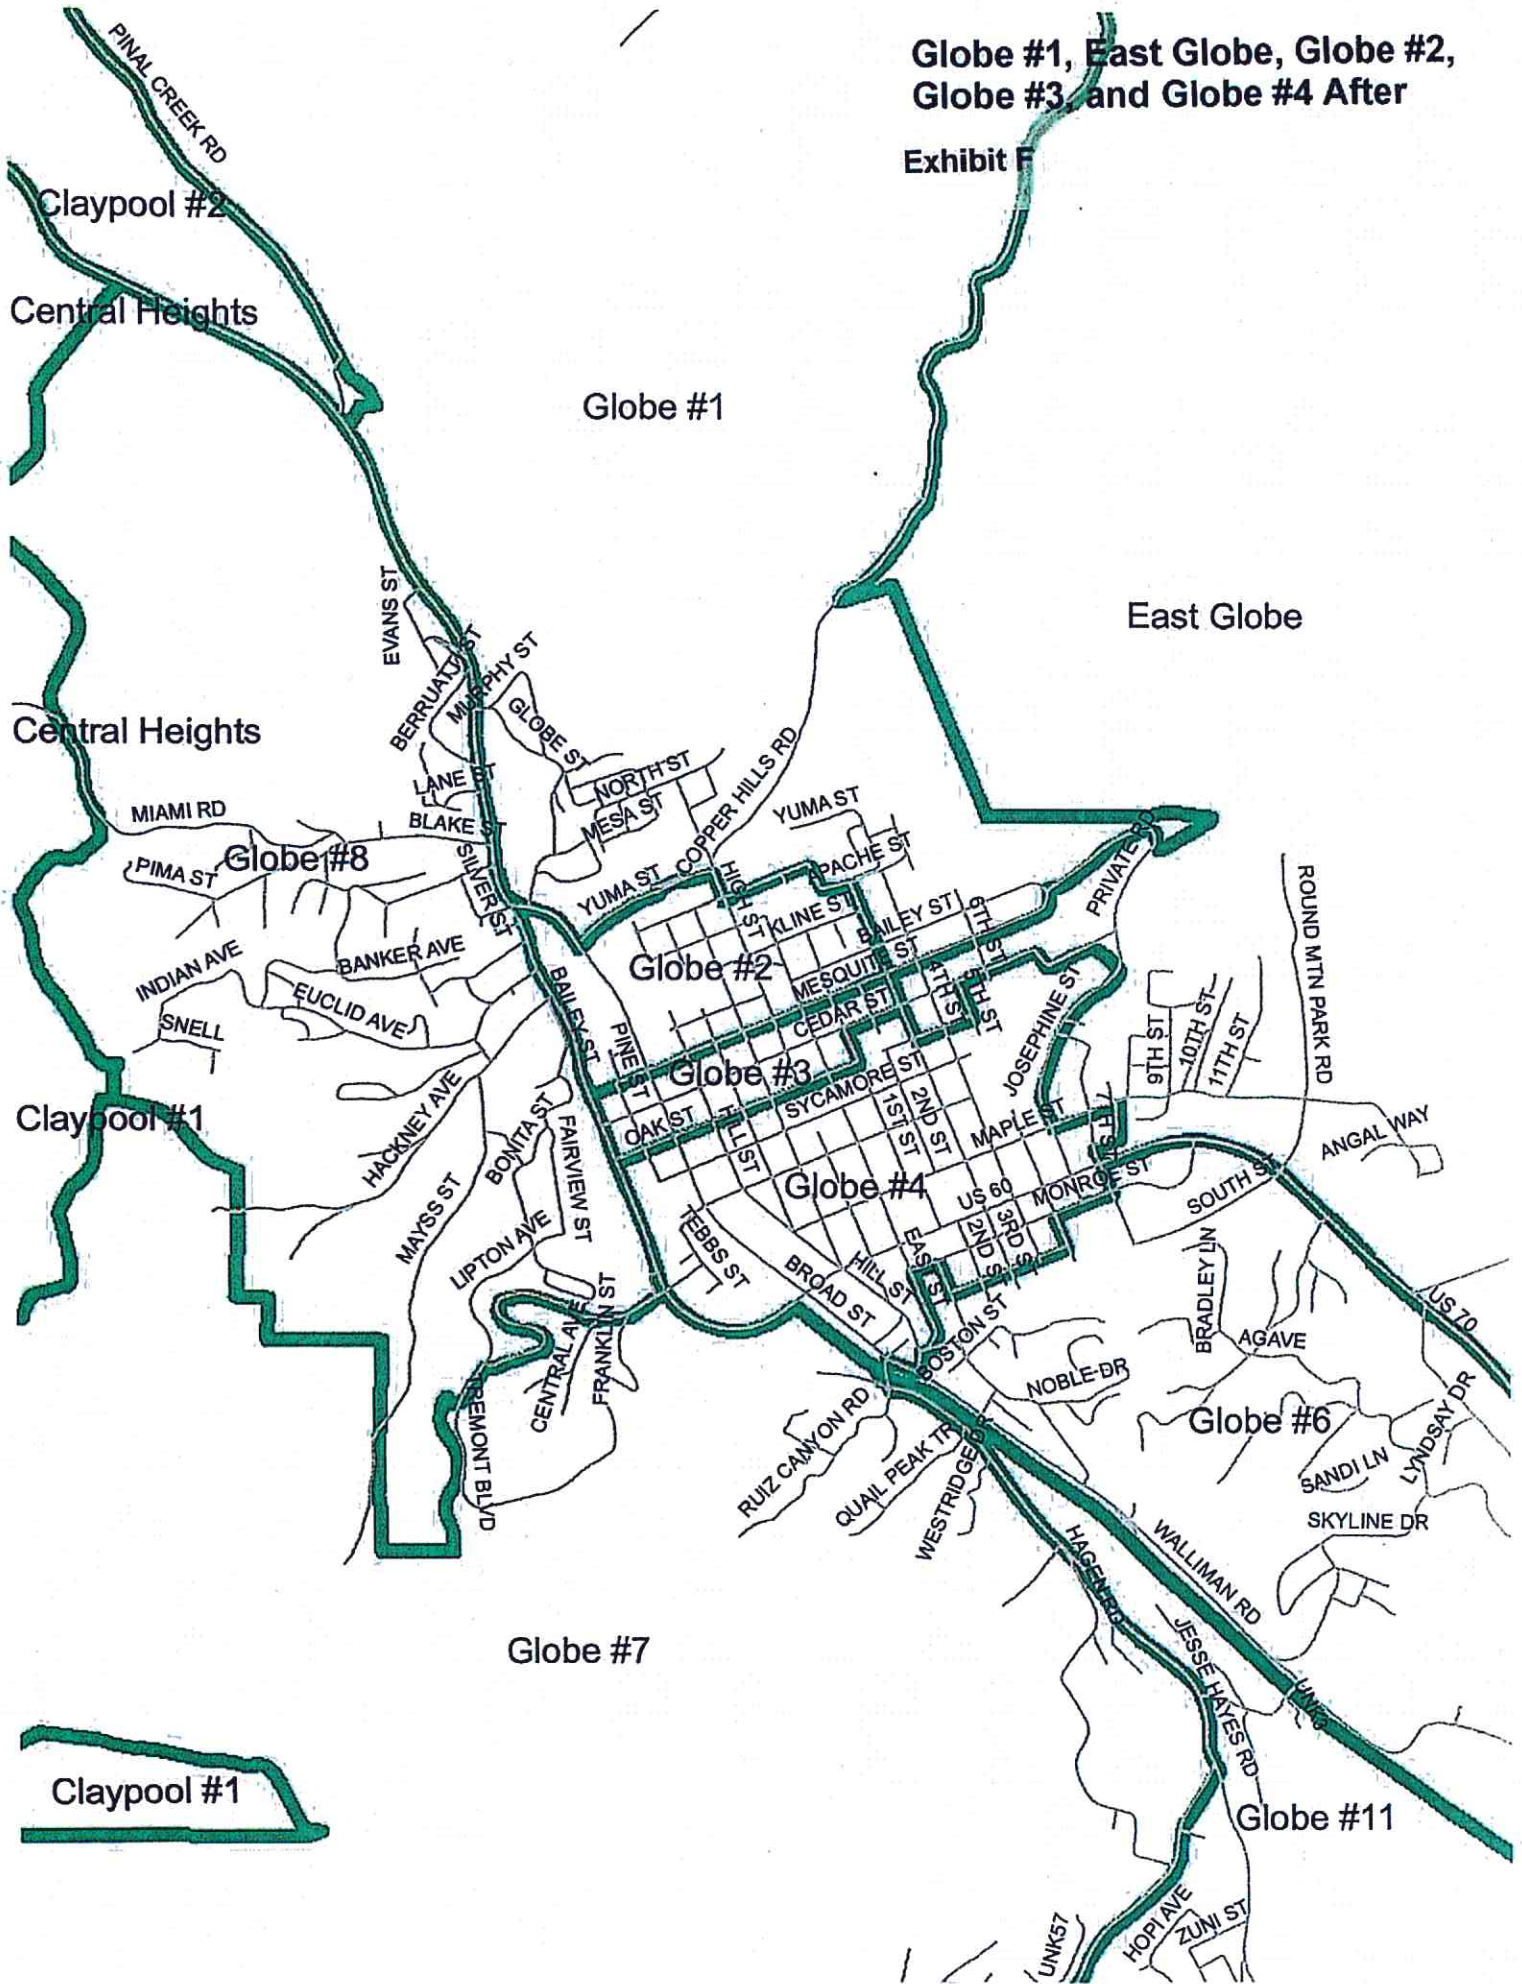 Globe #1, East Globe, Globe #2,
Globe #3, and Globe #4 After
Exhibit F
PINAL CREEK RD
Claypool #2
Central Heights
Globe #1
EVANS ST
East Globe
BERRUATTI ST
MURPHY ST
GLOBE ST
Central Heights
LANE ST
NORTH ST
MESA ST
COPPER HILLS RD
YUMA ST
MIAMI RD
BLAKE ST
Globe #8
PIMA ST
SILVER ST
YUMA ST
HIGH ST
APACHE ST
PRIVATE RD
ROUND MTN PARK RD
KLINE ST
BAILEY ST
6TH ST
INDIAN AVE
BANKER AVE
Globe #2
MESQUITE ST
EUCLID AVE
BAILEY ST
CEDAR ST
4TH ST
5TH ST
JOSEPHINE ST
SNELL
PINE ST
9TH ST
10TH ST
11TH ST
Globe #3
SYCAMORE ST
Claypool #1
HACKNEY AVE
BONITA ST
FAIRVIEW ST
OAK ST
HILL ST
1ST ST
2ND ST
MAPLE ST
7TH ST
ANGAL WAY
Globe #4
US 60
MONROE ST
SOUTH ST
MAYSS ST
LIPTON AVE
TEBBS ST
BROAD ST
HILL ST
EAST ST
2ND ST
3RD ST
BRADLEY LN
US 70
CENTRAL AVE
FRANKLIN ST
BOSTON ST
AGAVE
NOBLE DR
TREMONT BLVD
RUIZ CANYON RD
QUAIL PEAK TR
WESTRIDGE DR
Globe #6
LYNDSAY DR
SANDI LN
SKYLINE DR
HAGEN RD
WALLIMAN RD
Globe #7
JESSE HAYES RD
UNK3
Claypool #1
Globe #11
UNK57
HOPI AVE
ZUNI ST